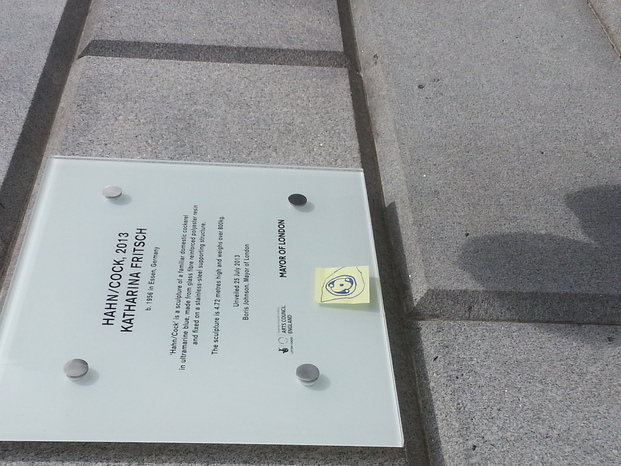 HAHN/COCK, 2013
KATHARINA FRITSCH
b. 1956 in Essen, Germany
'Hahn/Cock' is a sculpture of a familiar domestic cockerel
in ultramarine blue, made from glass fibre reinforced polyester resin
and fixed on a stainless-steel supporting structure.
The sculpture is 4.72 metres high and weighs over 800kg.
Unveiled 25 July 2013
Boris Johnson, Mayor of London
MAYOR OF LONDON
ARTS COUNCIL
ENGLAND